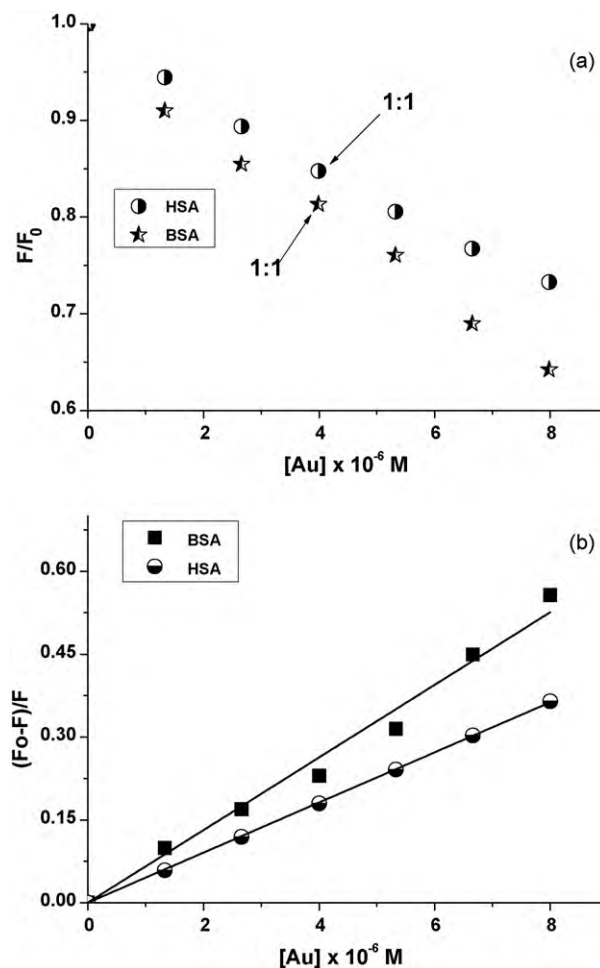 (a)
1.0
0.9
0.8
0.7
0.6
F/F₀
HSA
BSA
1:1
1:1
0 2 4 6 8
[Au] x 10⁻⁶ M
(b)
BSA
HSA
0.60
0.45
0.30
0.15
0.00
(Fo-F)/F
0 2 4 6 8
[Au] x 10⁻⁶ M